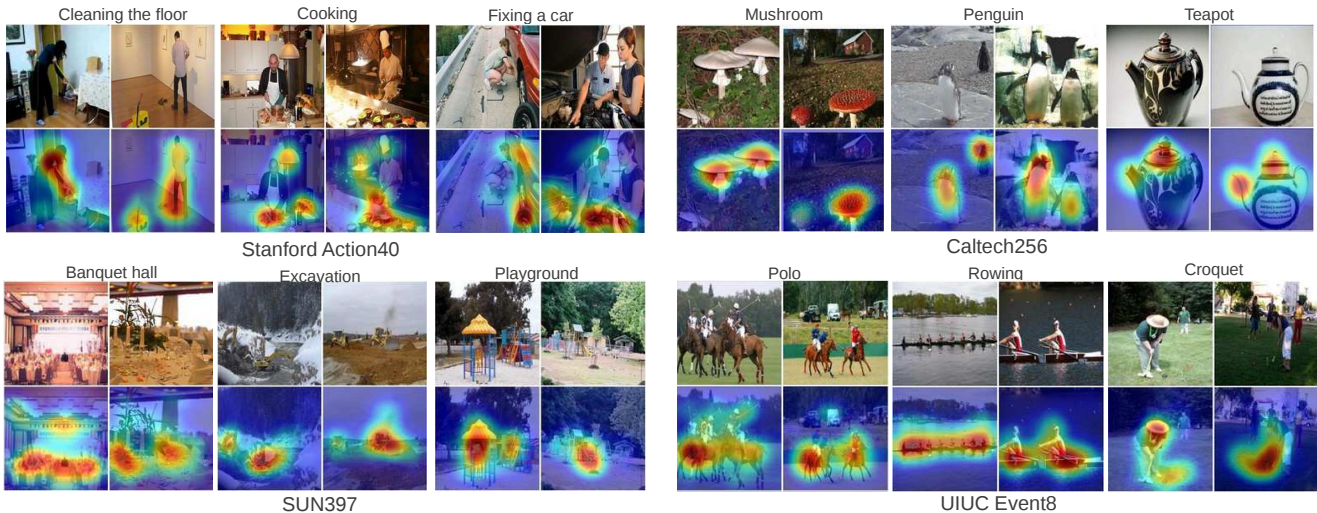 Cleaning the floor
Cooking
Fixing a car
Mushroom
Penguin
Teapot
Stanford Action40
Caltech256
Banquet hall
Excavation
Playground
Polo
Rowing
Croquet
SUN397
UIUC Event8